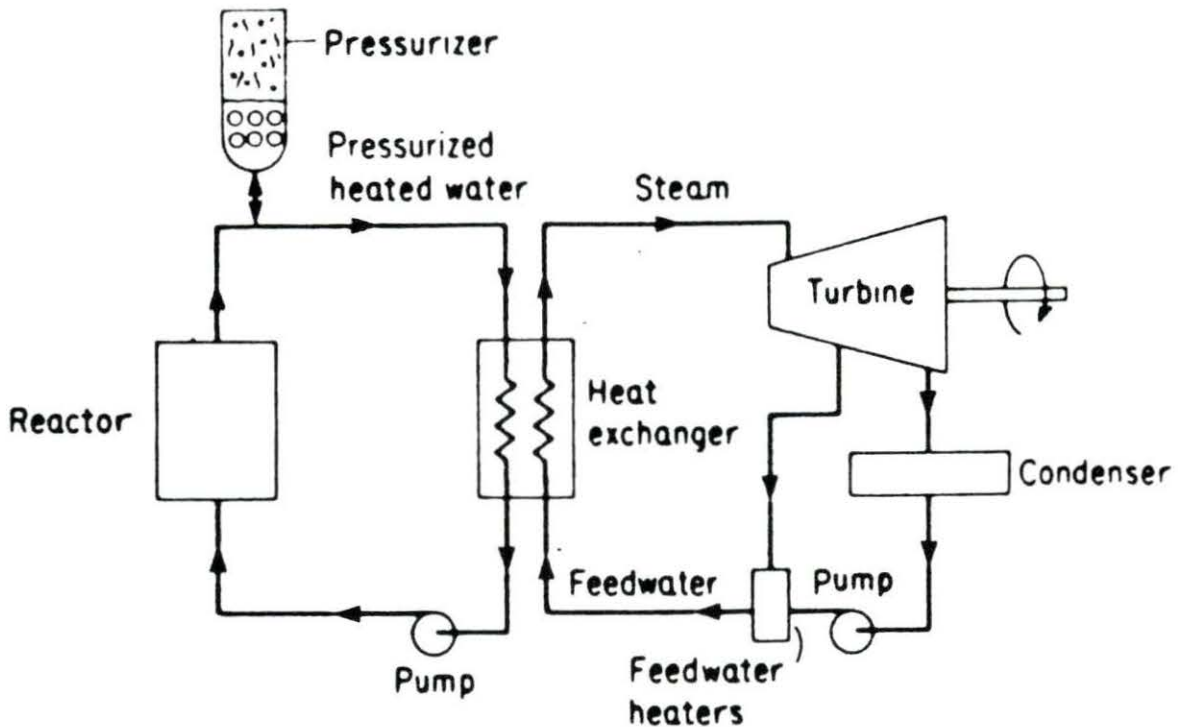 Pressurizer
Pressurized
heated water
Steam
Turbine
Reactor
Heat
exchanger
Condenser
Feedwater
Pump
Pump
Feedwater
heaters